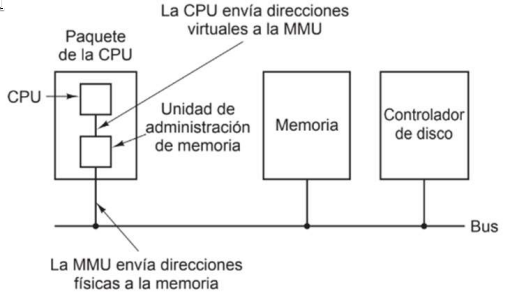 La CPU envía direcciones
virtuales a la MMU
Paquete
de la CPU
CPU
Unidad de
administración
de memoria
Memoria
Controlador
de disco
Bus
La MMU envía direcciones
físicas a la memoria